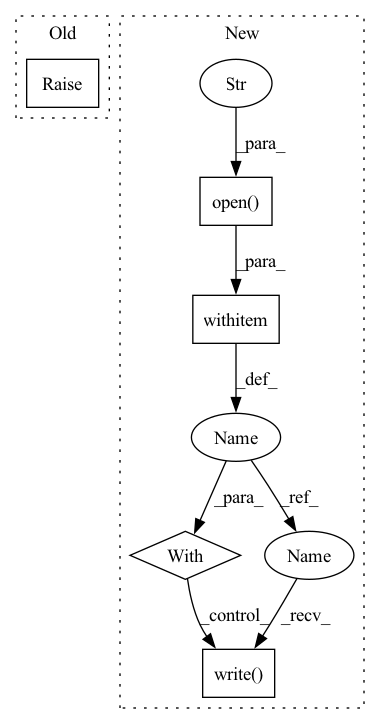 Old
New
Raise
Str
_para_
open()
_para_
withitem
_def_
Name
_para_
_ref_
With
Name
_control_
_recv_
write()